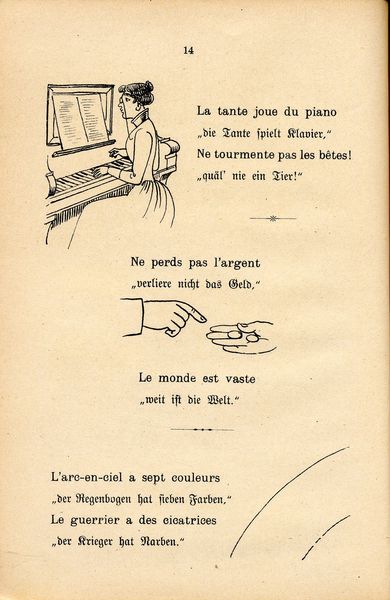 14
La tante joue du piano
„die Tante spielt Klavier,“
Ne tourmente pas les bêtes!
„quäl' nie ein Tier!“
Ne perds pas l'argent
„verliere nicht das Geld,“
Le monde est vaste
„weit ist die Welt.“
L'arc-en-ciel a sept couleurs
„der Regenbogen hat sieben Farben,“
Le guerrier a des cicatrices
„der Krieger hat Narben.“